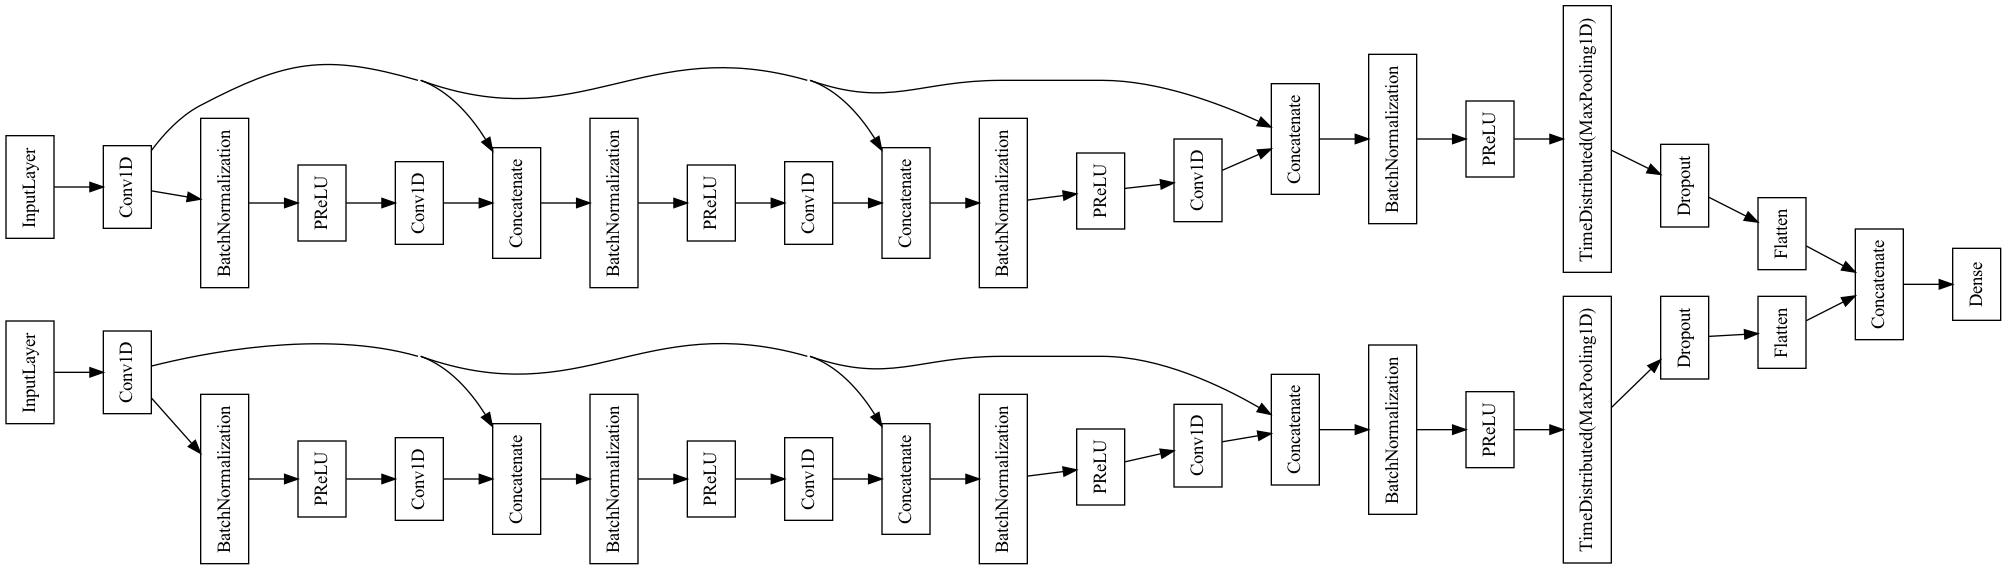 InputLayer
Conv1D
BatchNormalization
PReLU
Conv1D
Concatenate
BatchNormalization
PReLU
Conv1D
Concatenate
BatchNormalization
PReLU
Conv1D
Concatenate
BatchNormalization
PReLU
TimeDistributed(MaxPooling1D)
Dropout
Flatten
InputLayer
Conv1D
BatchNormalization
PReLU
Conv1D
Concatenate
BatchNormalization
PReLU
Conv1D
Concatenate
BatchNormalization
PReLU
Conv1D
Concatenate
BatchNormalization
PReLU
TimeDistributed(MaxPooling1D)
Dropout
Flatten
Concatenate
Dense